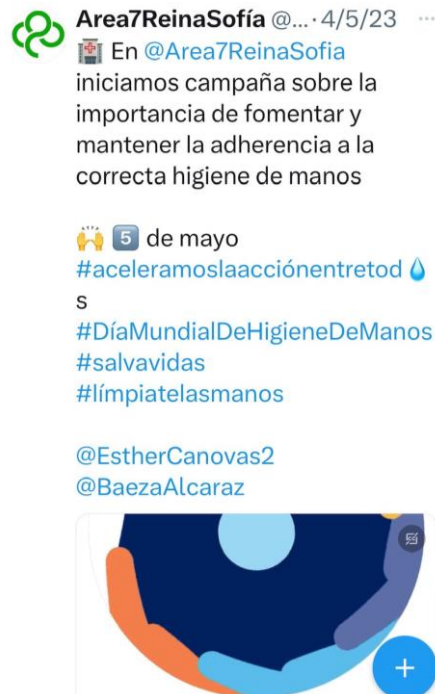 Area7ReinaSofía @... · 4/5/23 ...
🏥 En @Area7ReinaSofia
iniciamos campaña sobre la
importancia de fomentar y
mantener la adherencia a la
correcta higiene de manos
🙌 5️⃣ de mayo
#aceleramoslaacciónentretod💧
s
#DíaMundialDeHigieneDeManos
#salvavidas
#límpiatelasmanos
@EstherCanovas2
@BaezaAlcaraz